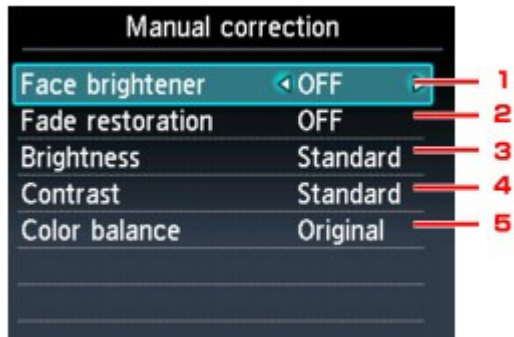 Manual correction
Face brightener OFF 1
Fade restoration OFF 2
Brightness Standard 3
Contrast Standard 4
Color balance Original 5